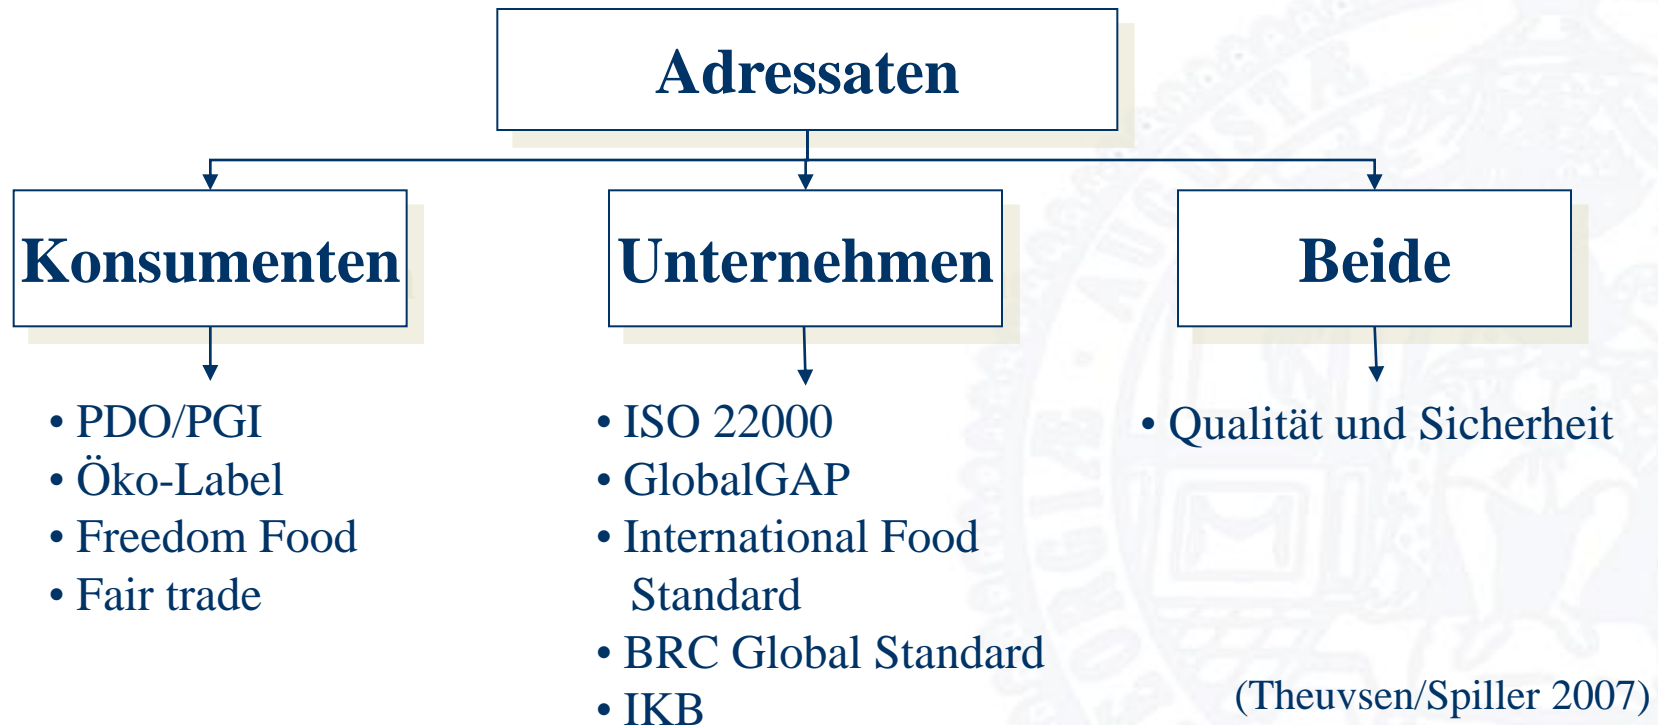 Adressaten
Konsumenten
Unternehmen
Beide
• PDO/PGI
• Öko-Label
• Freedom Food
• Fair trade
• ISO 22000
• GlobalGAP
• International Food
Standard
• BRC Global Standard
• IKB
• Qualität und Sicherheit
(Theuvsen/Spiller 2007)